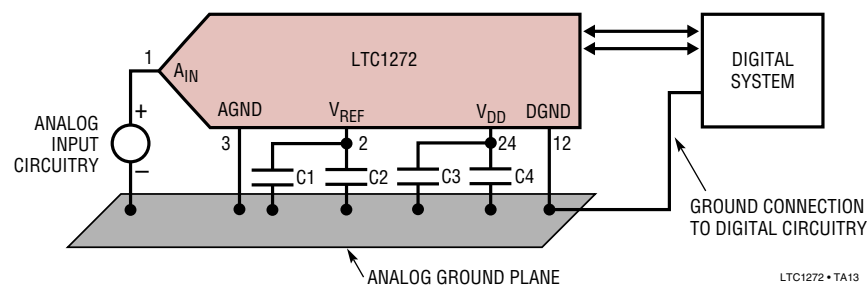 LTC1272
1
AIN
AGND
VREF
VDD
DGND
3
2
24
12
+
ANALOG
INPUT
CIRCUITRY
–
C1
C2
C3
C4
DIGITAL
SYSTEM
GROUND CONNECTION
TO DIGITAL CIRCUITRY
ANALOG GROUND PLANE
LTC1272 • TA13